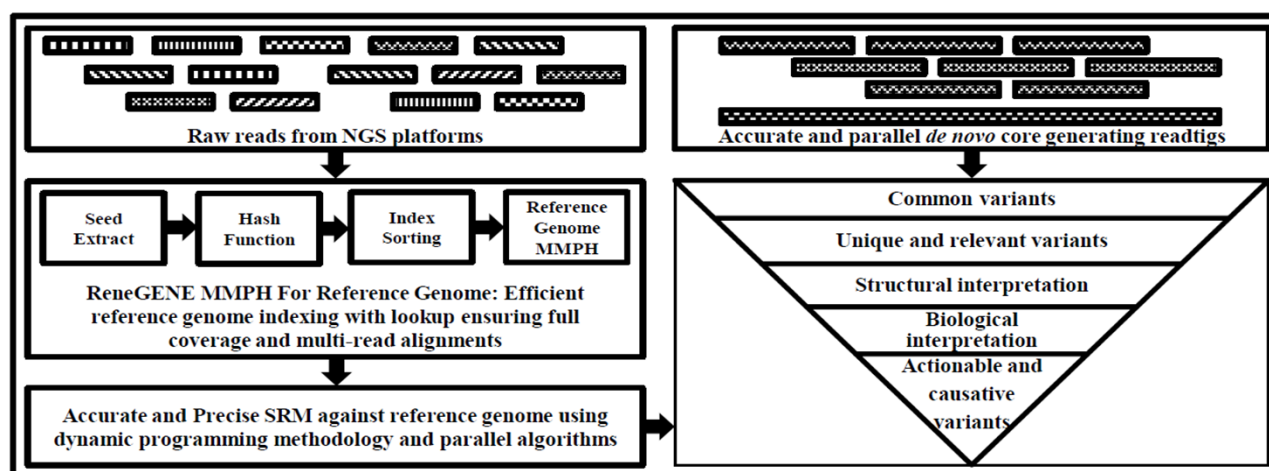 Raw reads from NGS platforms
Seed
Extract
Hash
Function
Index
Sorting
Reference
Genome
MMPH
ReneGENE MMPH For Reference Genome: Efficient
reference genome indexing with lookup ensuring full
coverage and multi-read alignments
Accurate and Precise SRM against reference genome using
dynamic programming methodology and parallel algorithms
Accurate and parallel de novo core generating readtigs
Common variants
Unique and relevant variants
Structural interpretation
Biological
interpretation
Actionable and
causative
variants